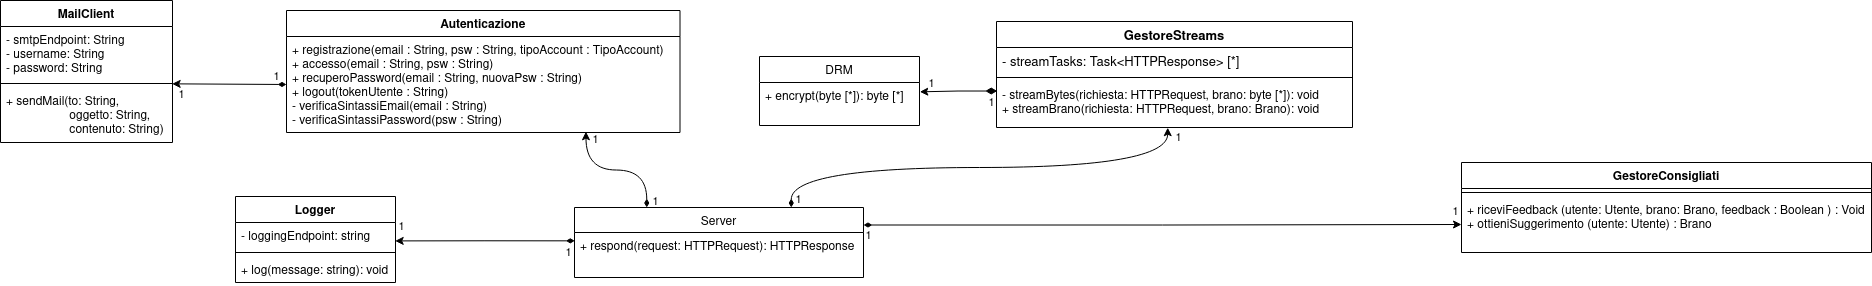 MailClient
- smtpEndpoint: String
- username: String
- password: String
+ sendMail(to: String,
oggetto: String,
contenuto: String)
1
1
Autenticazione
+ registrazione(email : String, psw : String, tipoAccount : TipoAccount)
+ accesso(email : String, psw : String)
+ recuperoPassword(email : String, nuovaPsw : String)
+ logout(tokenUtente : String)
- verificaSintassiEmail(email : String)
- verificaSintassiPassword(psw : String)
1
1
DRM
+ encrypt(byte [*]): byte [*]
1
1
GestoreStreams
- streamTasks: Task<HTTPResponse> [*]
- streamBytes(richiesta: HTTPRequest, brano: byte [*]): void
+ streamBrano(richiesta: HTTPRequest, brano: Brano): void
1
1
Logger
- loggingEndpoint: string
+ log(message: string): void
1
1
Server
+ respond(request: HTTPRequest): HTTPResponse
1
1
GestoreConsigliati
+ riceviFeedback (utente: Utente, brano: Brano, feedback : Boolean ) : Void
+ ottieniSuggerimento (utente: Utente) : Brano